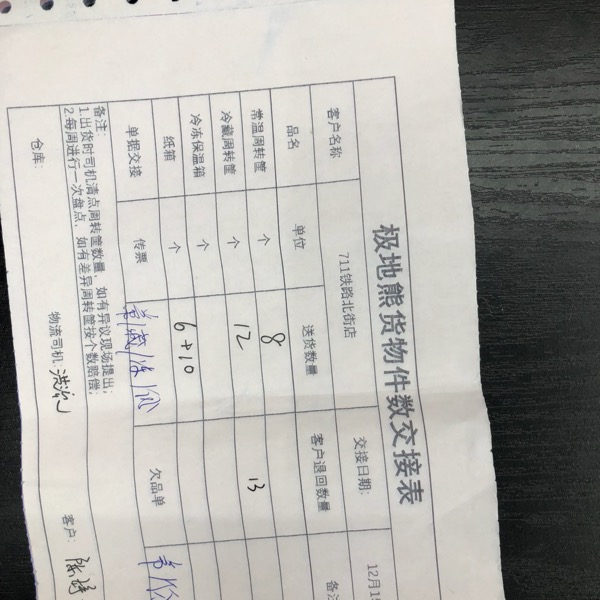 极地熊货物件数交接表
客户名称 711铁路北街店 交接日期: 12月1
品名 单位 送货数量 客户退回数量 备注
常温周转筐 个 8
冷藏周转筐 个 12 13
冷冻保温箱 个
纸箱 个 6+10
单据交接 传票 欠品单
备注:
1.出货时司机清点周转筐数量,如有异议现场提出;
2.每周进行一次盘点,如有差异周转筐按个数赔偿;
仓库: 物流司机: 客户: